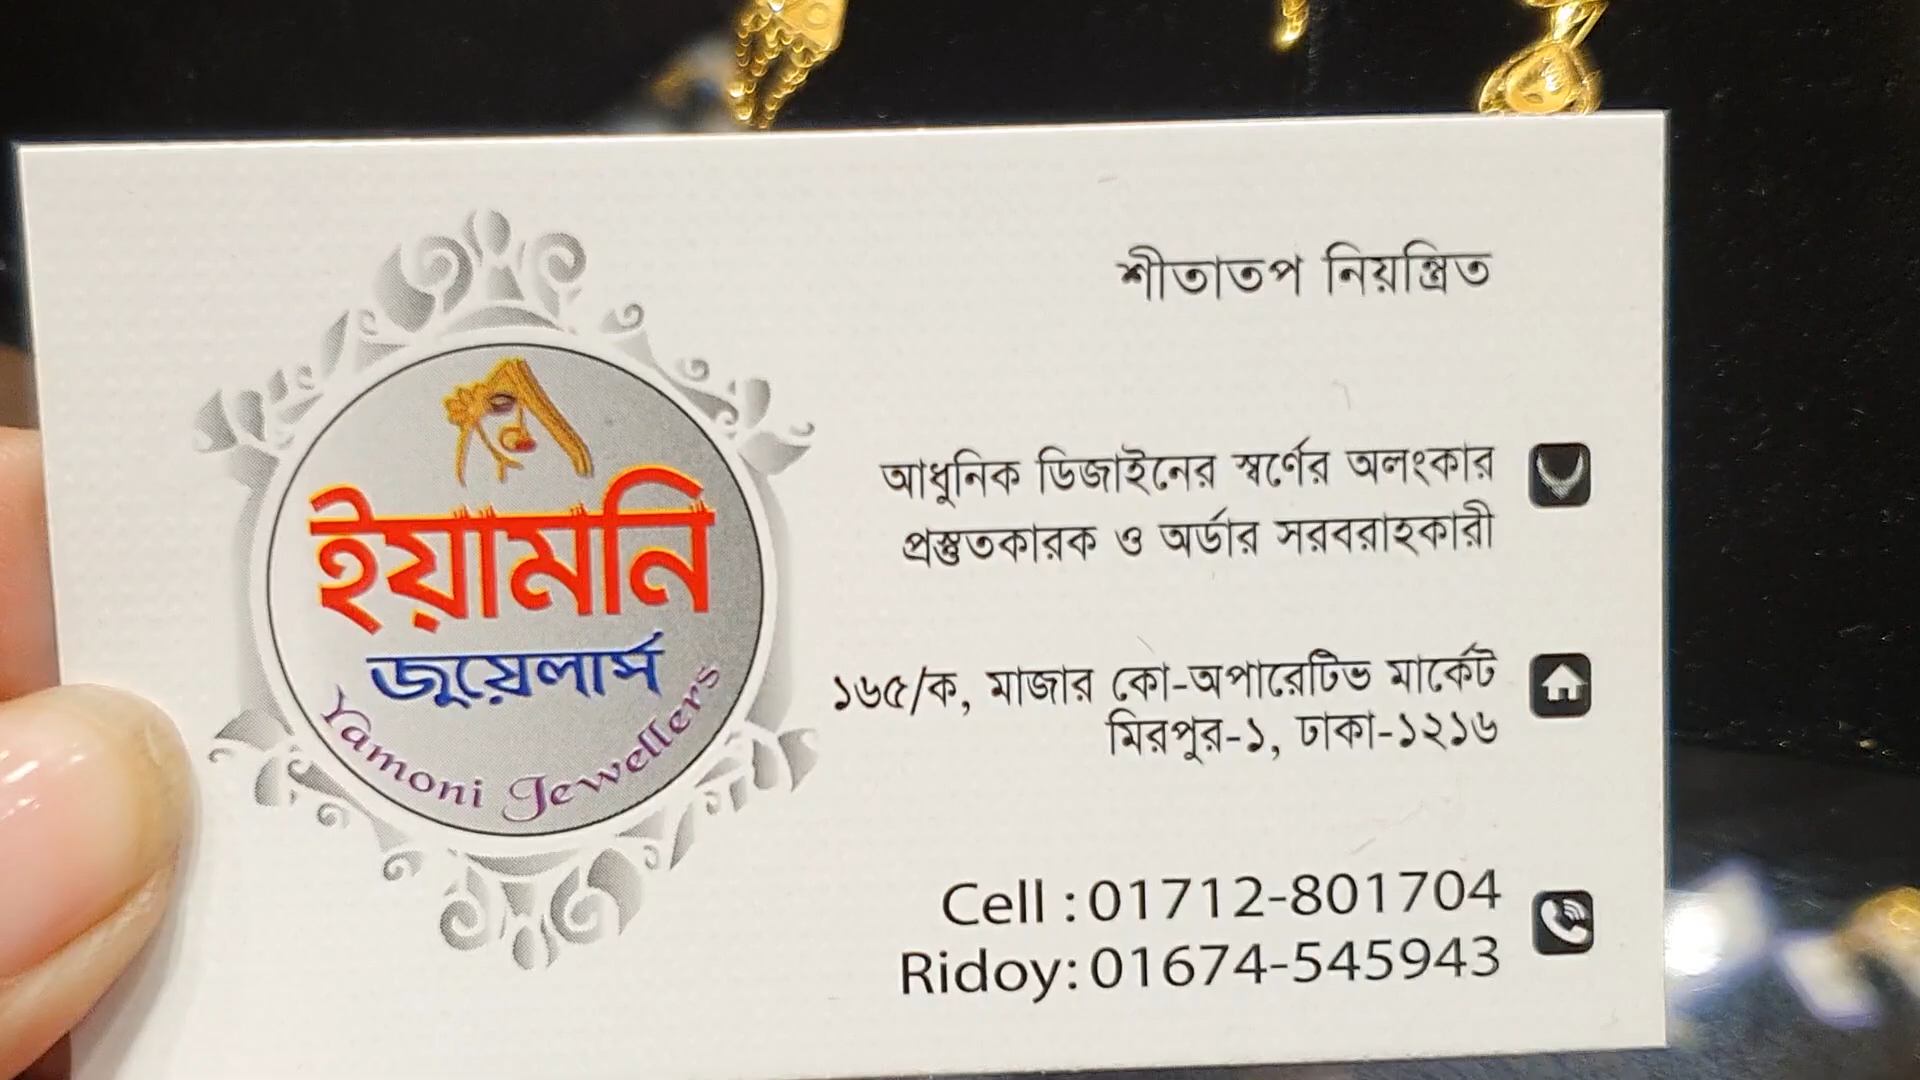 ইয়ামনি
জুয়েলার্স
Yamoni Jewellers
শীতাতপ নিয়ন্ত্রিত
আধুনিক ডিজাইনের স্বর্ণের অলংকার
প্রস্তুতকারক ও অর্ডার সরবরাহকারী
১৬৫/ক, মাজার কো-অপারেটিভ মার্কেট
মিরপুর-১, ঢাকা-১২১৬
Cell : 01712-801704
Ridoy: 01674-545943